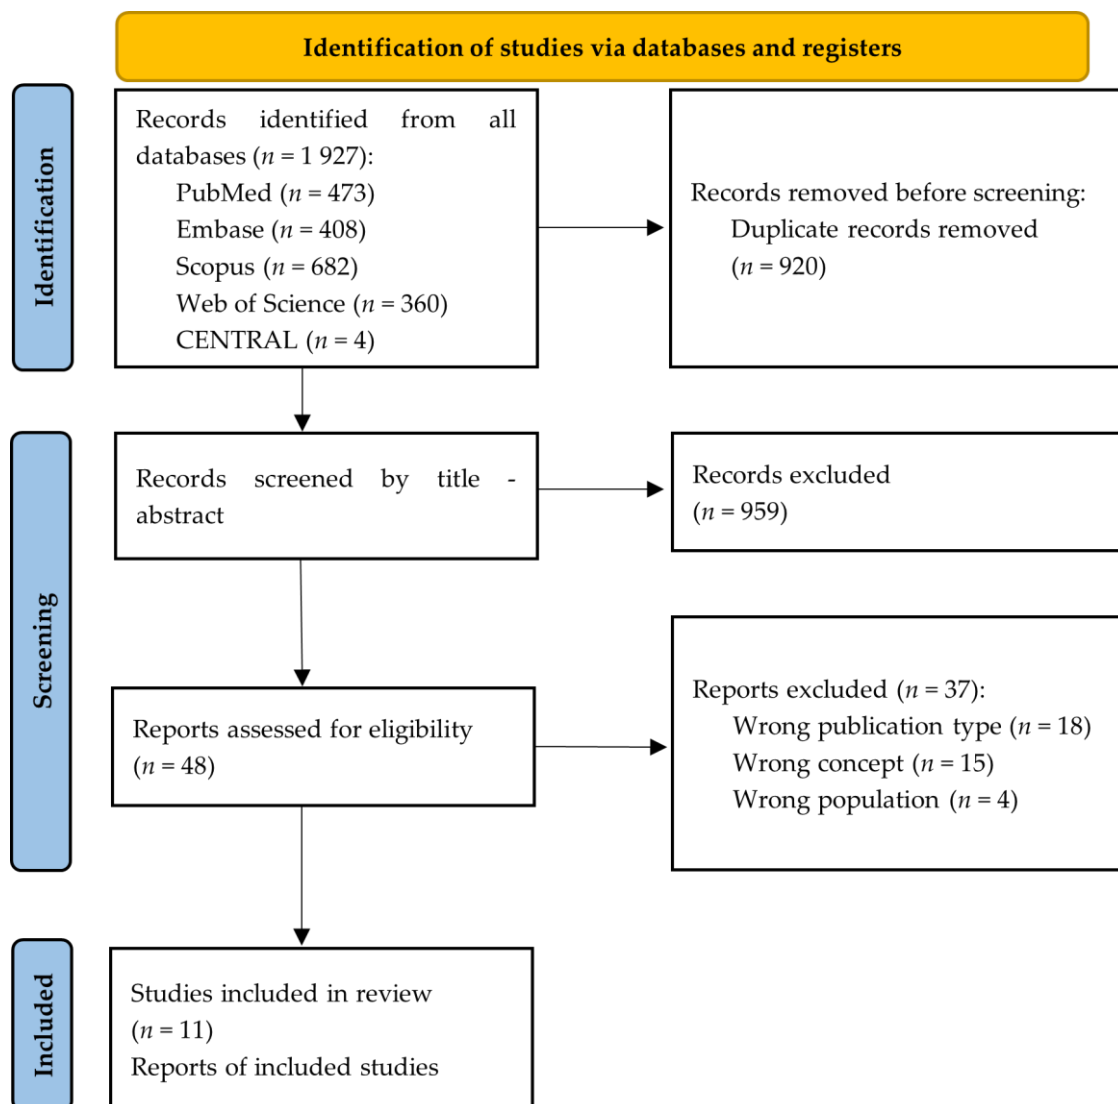 Identification of studies via databases and registers
Identification
Records identified from all
databases (n = 1 927):
PubMed (n = 473)
Embase (n = 408)
Scopus (n = 682)
Web of Science (n = 360)
CENTRAL (n = 4)
Records removed before screening:
Duplicate records removed
(n = 920)
Screening
Records screened by title -
abstract
Records excluded
(n = 959)
Reports assessed for eligibility
(n = 48)
Reports excluded (n = 37):
Wrong publication type (n = 18)
Wrong concept (n = 15)
Wrong population (n = 4)
Included
Studies included in review
(n = 11)
Reports of included studies